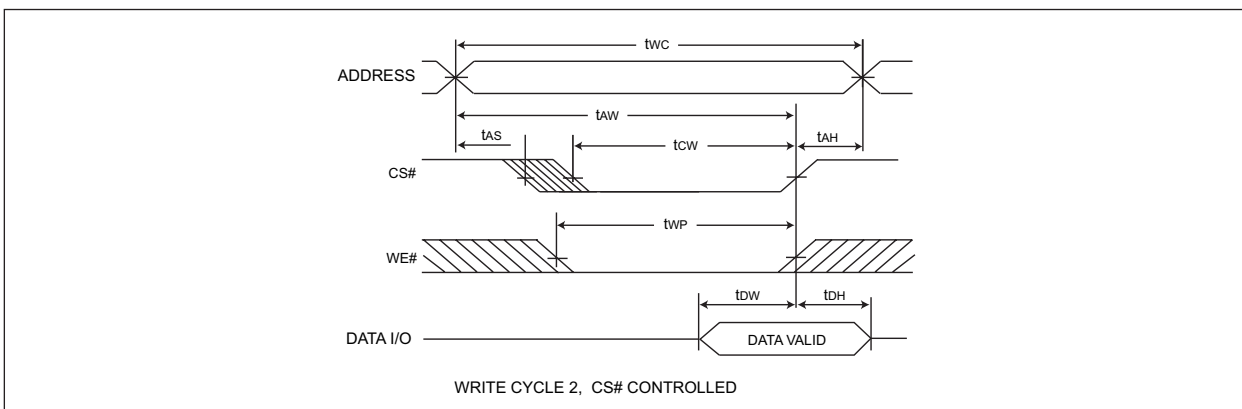 tWC
ADDRESS
tAW
tAS
tCW
tAH
CS#
tWP
WE#
tDW
tDH
DATA I/O
DATA VALID
WRITE CYCLE 2, CS# CONTROLLED